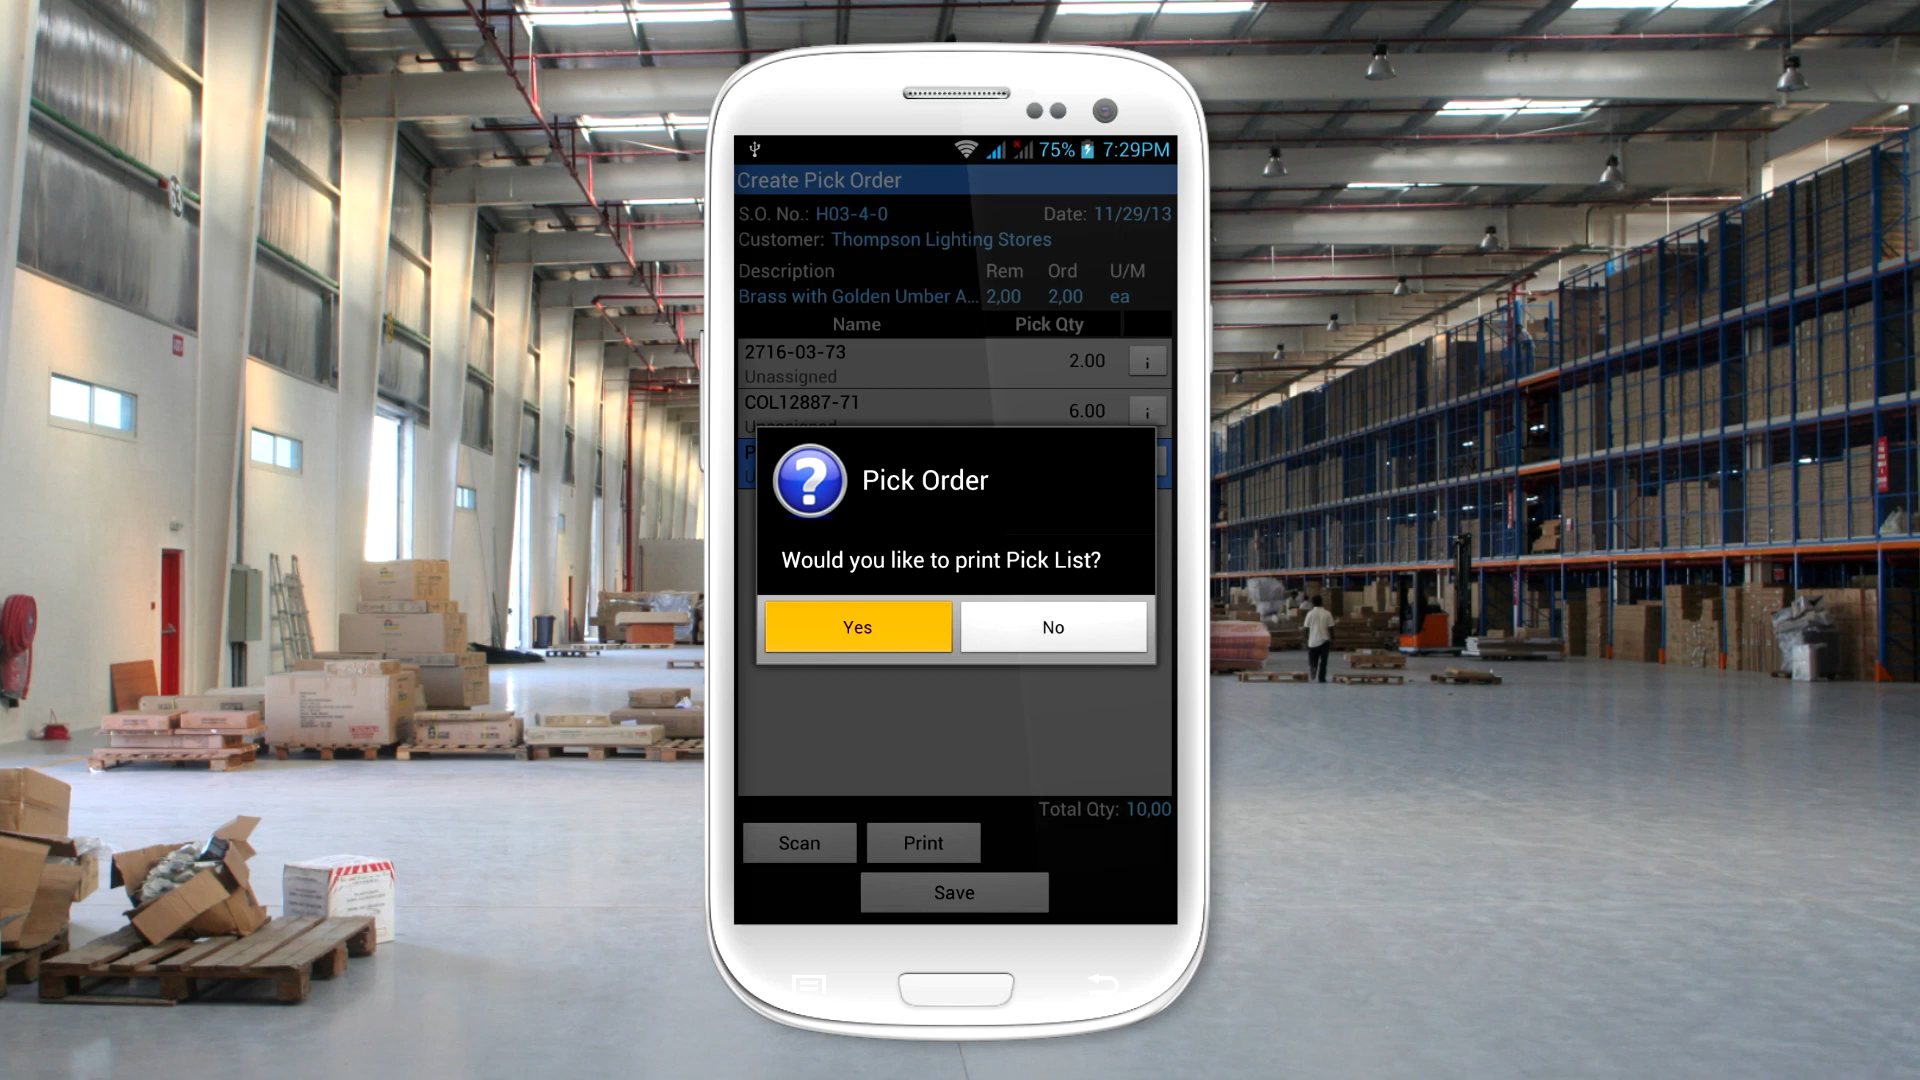 75% 7:29PM
Create Pick Order
S.O. No.: H03-4-0 Date: 11/29/13
Customer: Thompson Lighting Stores
Description Rem Ord U/M
Brass with Golden Umber A... 2,00 2,00 ea
Name Pick Qty
2716-03-73 2.00 i
Unassigned
COL12887-71 6.00 i
Unassigned
Pick Order
Would you like to print Pick List?
Yes No
Total Qty: 10,00
Scan Print
Save
63